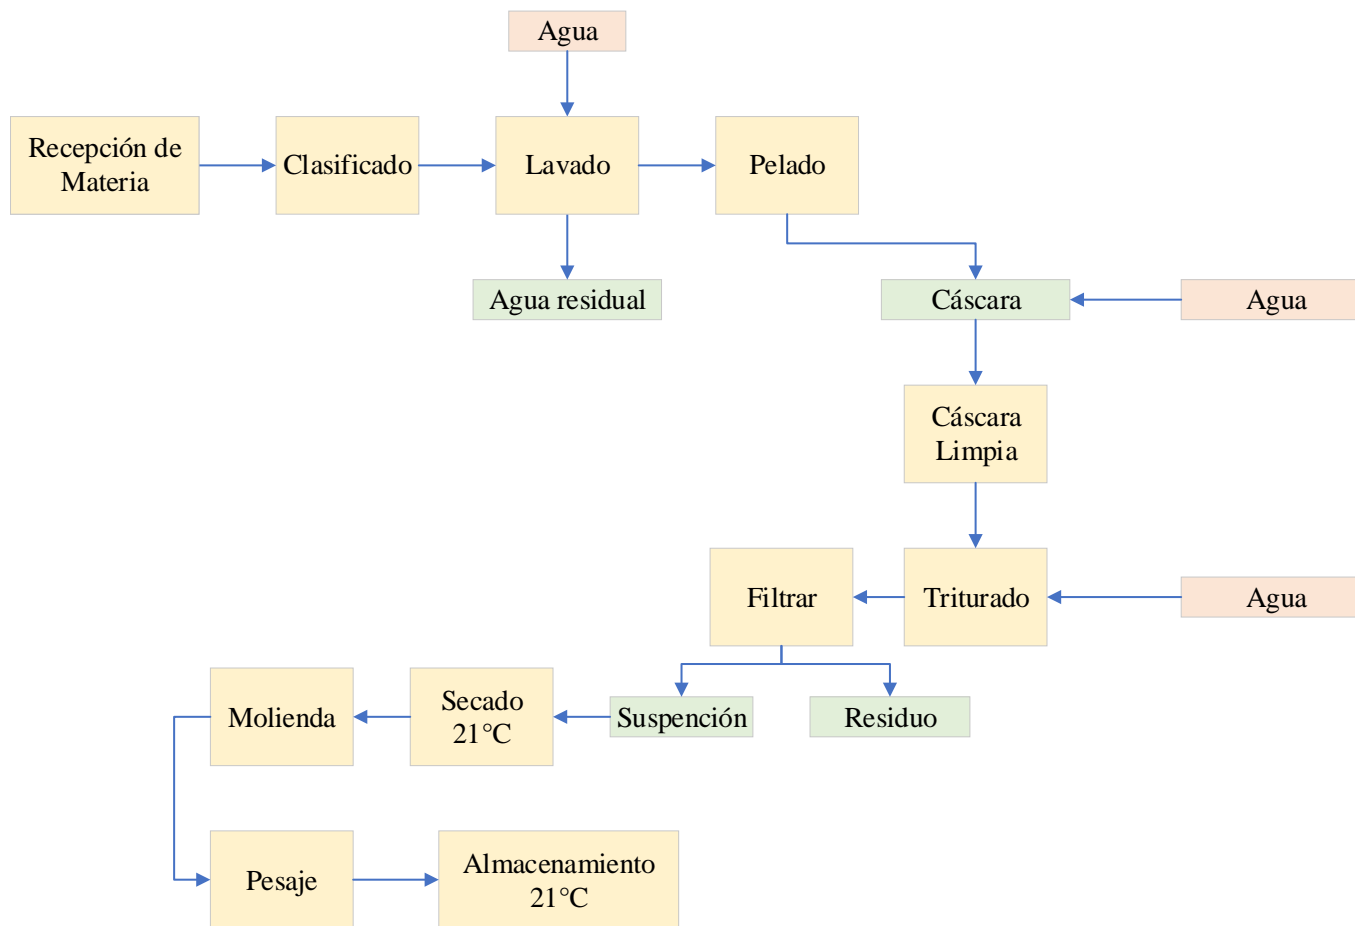 Agua
Recepción de
Materia
Clasificado
Lavado
Pelado
Agua residual
Cáscara
Agua
Cáscara
Limpia
Filtrar
Triturado
Agua
Molienda
Secado
21°C
Suspención
Residuo
Pesaje
Almacenamiento
21°C